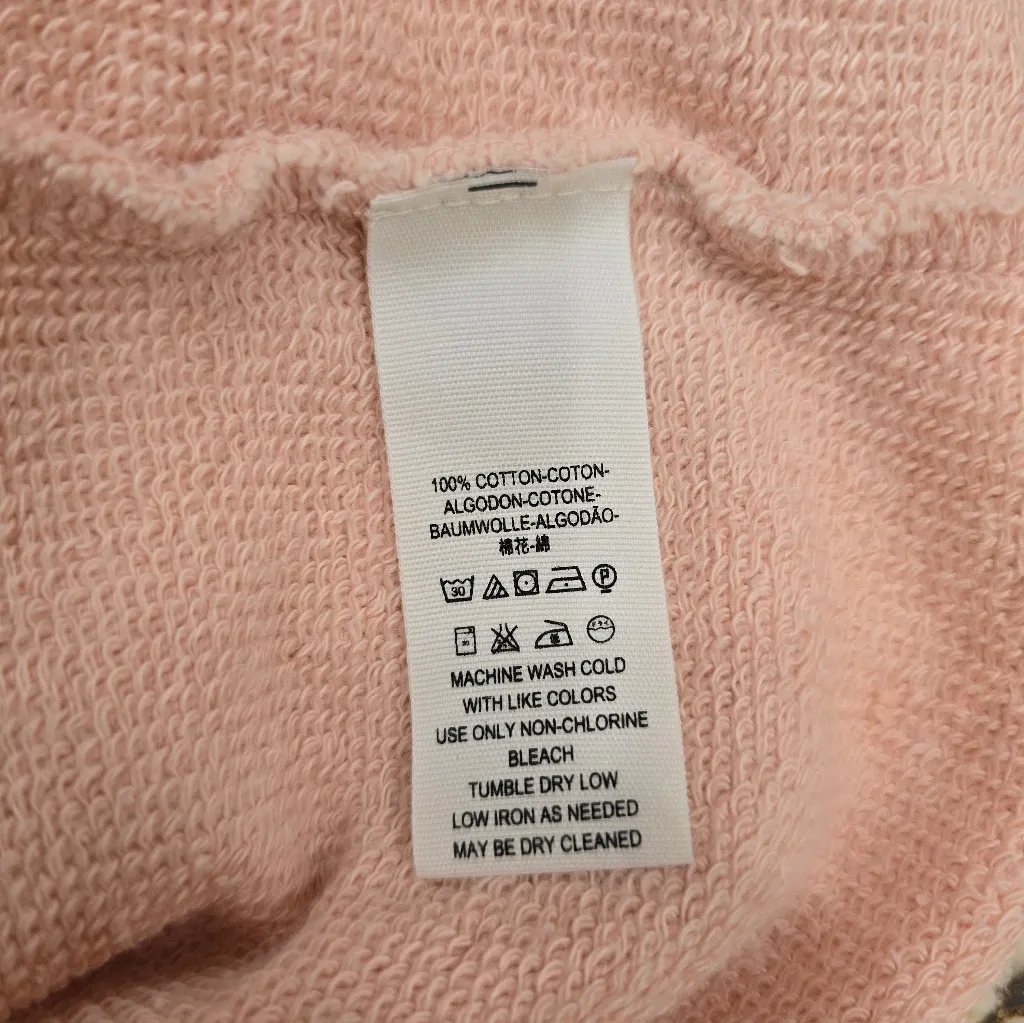 100% COTTON-COTON-
ALGODON-COTONE-
BAUMWOLLE-ALGODÃO-
棉花-綿
30 P
MACHINE WASH COLD
WITH LIKE COLORS
USE ONLY NON-CHLORINE
BLEACH
TUMBLE DRY LOW
LOW IRON AS NEEDED
MAY BE DRY CLEANED